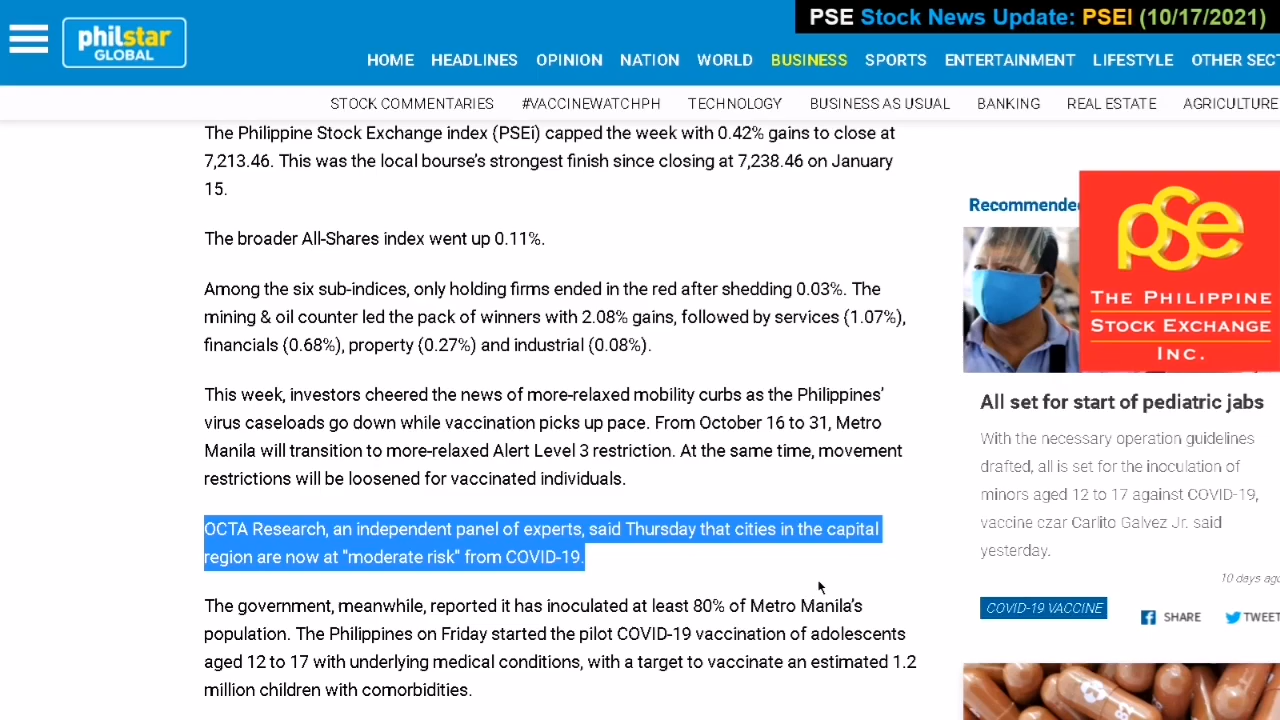 PSE Stock News Update: PSEI (10/17/2021)
philstar
GLOBAL
HOME HEADLINES OPINION NATION WORLD BUSINESS SPORTS ENTERTAINMENT LIFESTYLE OTHER SECT
STOCK COMMENTARIES #VACCINEWATCHPH TECHNOLOGY BUSINESS AS USUAL BANKING REAL ESTATE AGRICULTURE
The Philippine Stock Exchange index (PSEi) capped the week with 0.42% gains to close at
7,213.46. This was the local bourse's strongest finish since closing at 7,238.46 on January
15.
The broader All-Shares index went up 0.11%.
Among the six sub-indices, only holding firms ended in the red after shedding 0.03%. The
mining & oil counter led the pack of winners with 2.08% gains, followed by services (1.07%),
financials (0.68%), property (0.27%) and industrial (0.08%).
This week, investors cheered the news of more-relaxed mobility curbs as the Philippines'
virus caseloads go down while vaccination picks up pace. From October 16 to 31, Metro
Manila will transition to more-relaxed Alert Level 3 restriction. At the same time, movement
restrictions will be loosened for vaccinated individuals.
OCTA Research, an independent panel of experts, said Thursday that cities in the capital
region are now at "moderate risk" from COVID-19.
The government, meanwhile, reported it has inoculated at least 80% of Metro Manila's
population. The Philippines on Friday started the pilot COVID-19 vaccination of adolescents
aged 12 to 17 with underlying medical conditions, with a target to vaccinate an estimated 1.2
million children with comorbidities.
Recommended
pse
THE PHILIPPINE
STOCK EXCHANGE
INC.
All set for start of pediatric jabs
With the necessary operation guidelines
drafted, all is set for the inoculation of
minors aged 12 to 17 against COVID-19,
vaccine czar Carlito Galvez Jr. said
yesterday.
10 days ago
COVID-19 VACCINE
SHARE
TWEET